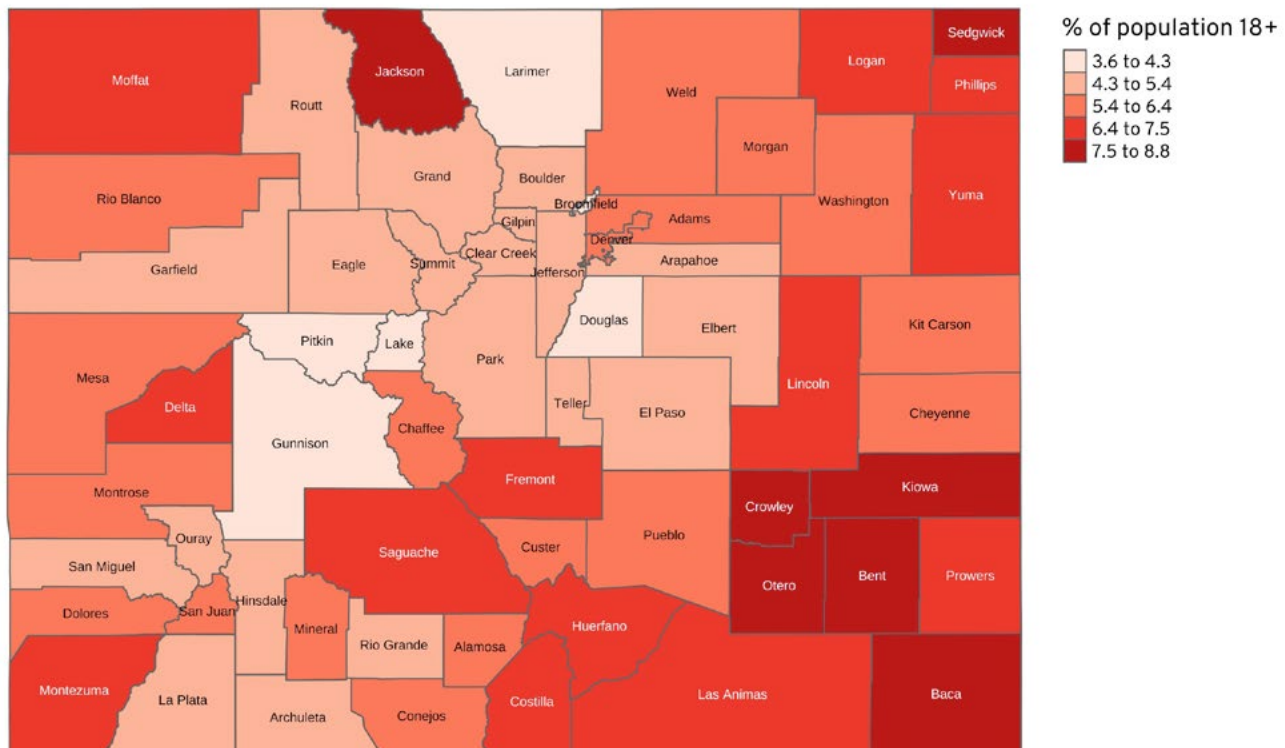 % of population 18+
3.6 to 4.3
4.3 to 5.4
5.4 to 6.4
6.4 to 7.5
7.5 to 8.8
Sedgwick
Logan
Jackson
Larimer
Moffat
Phillips
Weld
Routt
Morgan
Grand
Boulder
Yuma
Rio Blanco
Washington
Broomfield
Gilpin
Adams
Denver
Clear Creek
Arapahoe
Summit
Eagle
Garfield
Jefferson
Douglas
Kit Carson
Elbert
Pitkin
Lake
Park
Mesa
Lincoln
Teller
Delta
El Paso
Cheyenne
Chaffee
Gunnison
Fremont
Kiowa
Montrose
Crowley
Pueblo
Ouray
Custer
Saguache
San Miguel
Bent
Prowers
Otero
Hinsdale
Dolores
San Juan
Huerfano
Mineral
Rio Grande
Alamosa
Montezuma
Las Animas
Baca
La Plata
Costilla
Archuleta
Conejos